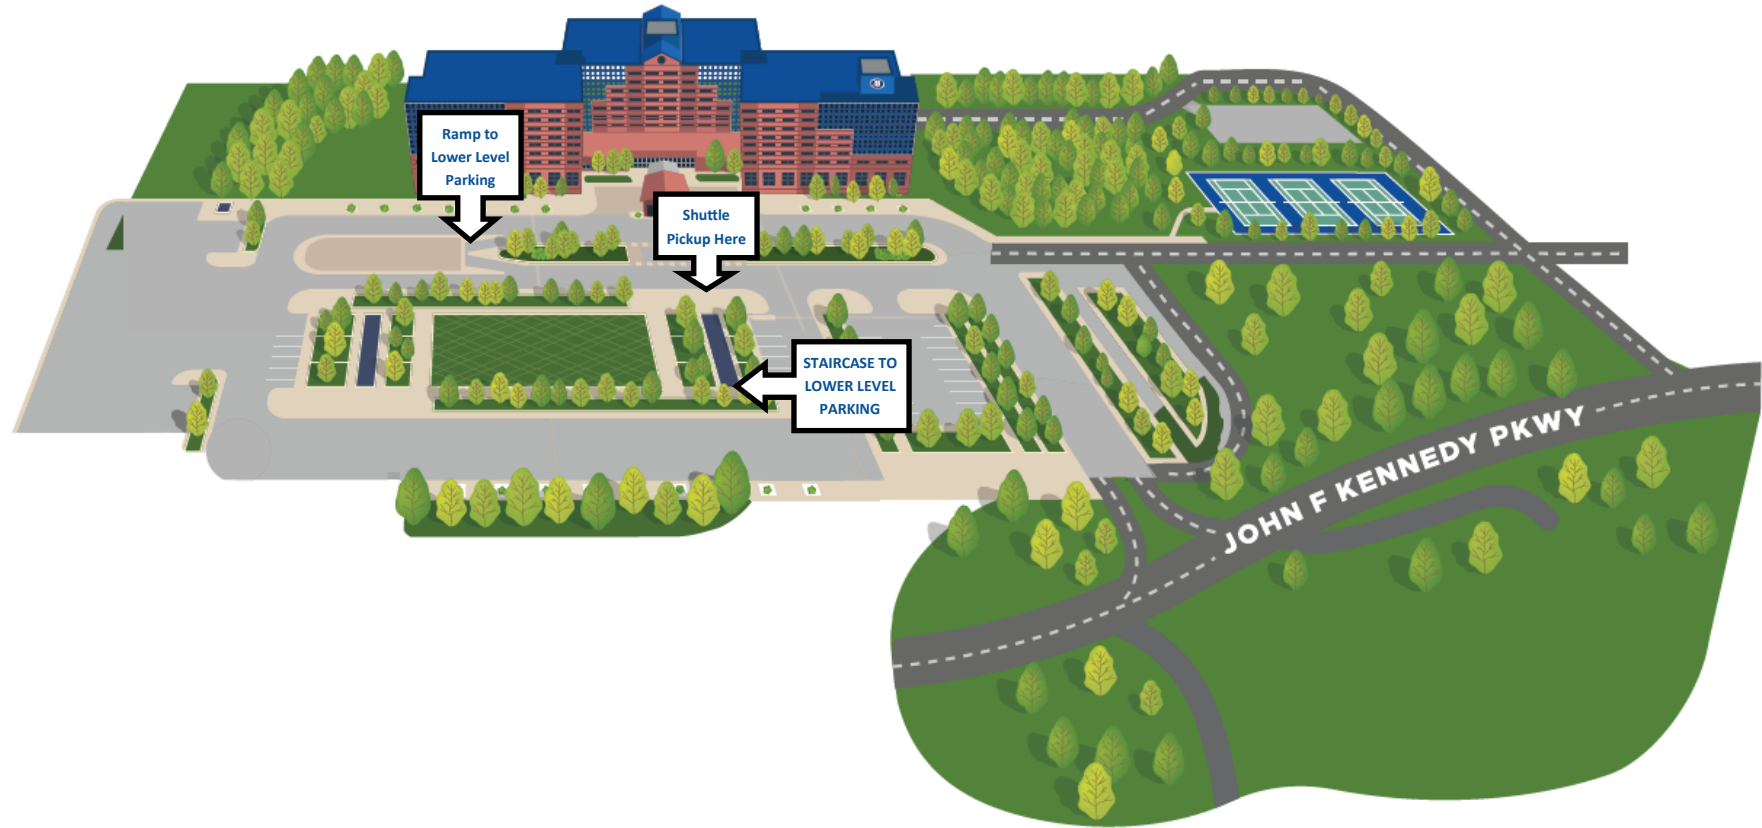 Ramp to
Lower Level
Parking
Shuttle
Pickup Here
STAIRCASE TO
LOWER LEVEL
PARKING
JOHN F KENNEDY PKWY